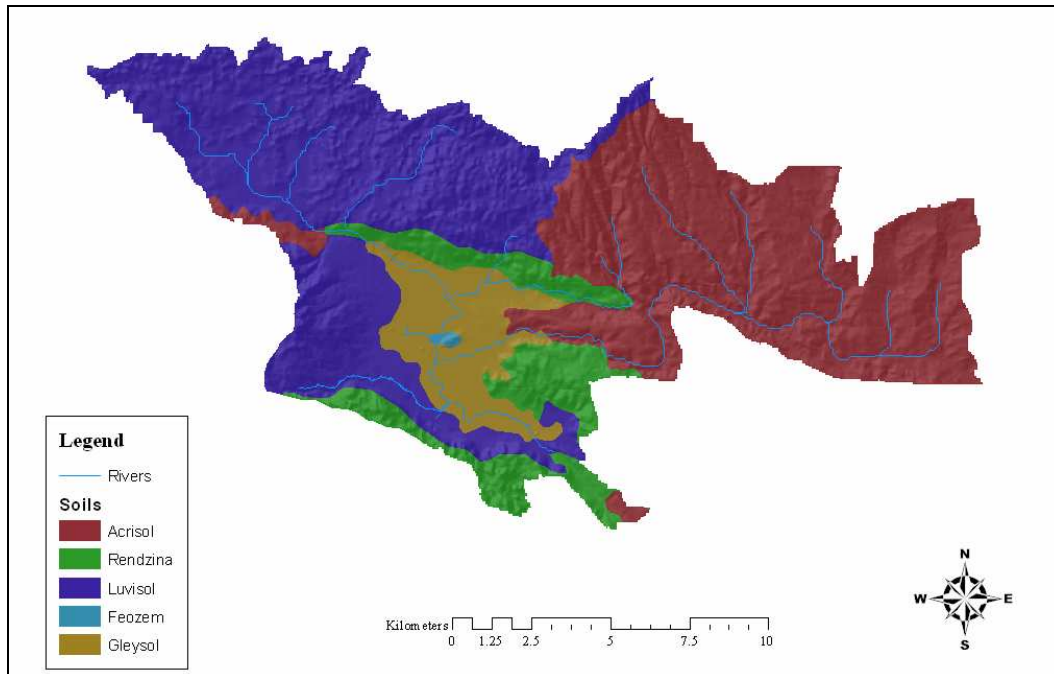 Legend
Rivers
Soils
Acrisol
Rendzina
Luvisol
Feozem
Gleysol
Kilometers
0 1.25 2.5 5 7.5 10
N
W E
S